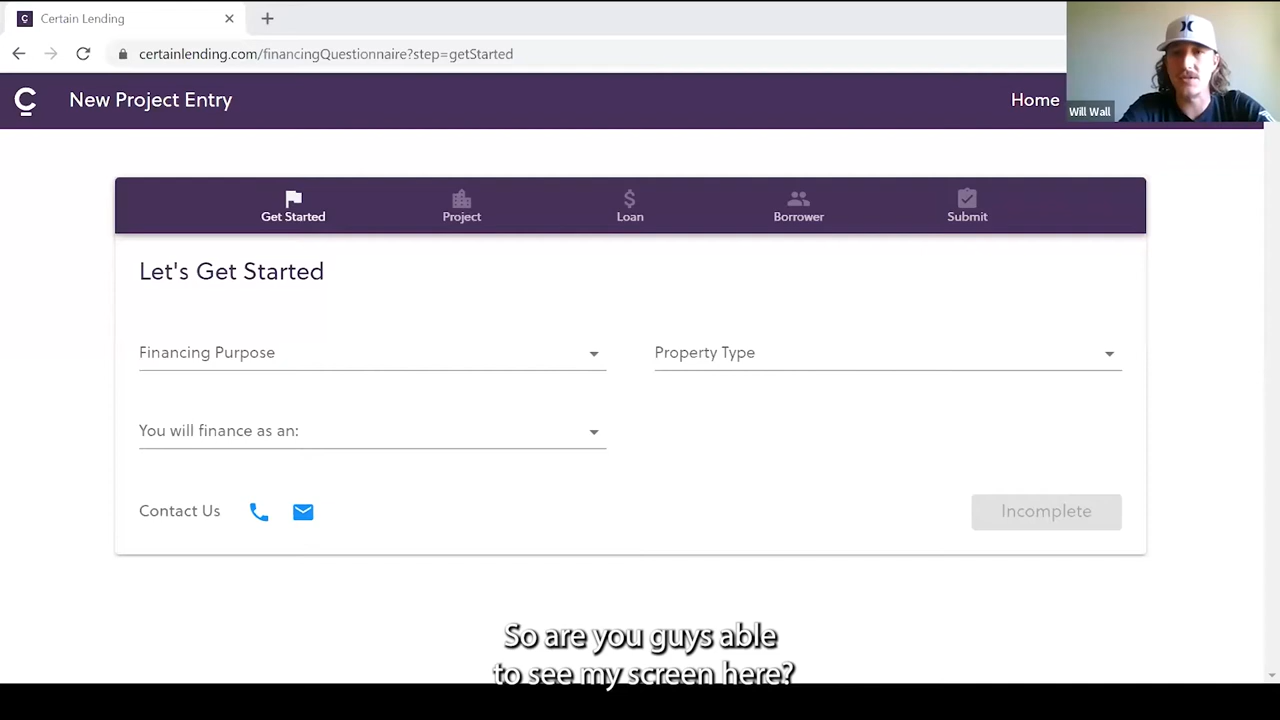 Certain Lending
certainlending.com/financingQuestionnaire?step=getStarted
New Project Entry
Home
Will Wall
Get Started
Project
Loan
Borrower
Submit
Let's Get Started
Financing Purpose
Property Type
You will finance as an:
Contact Us
Incomplete
So are you guys able
to see my screen here?